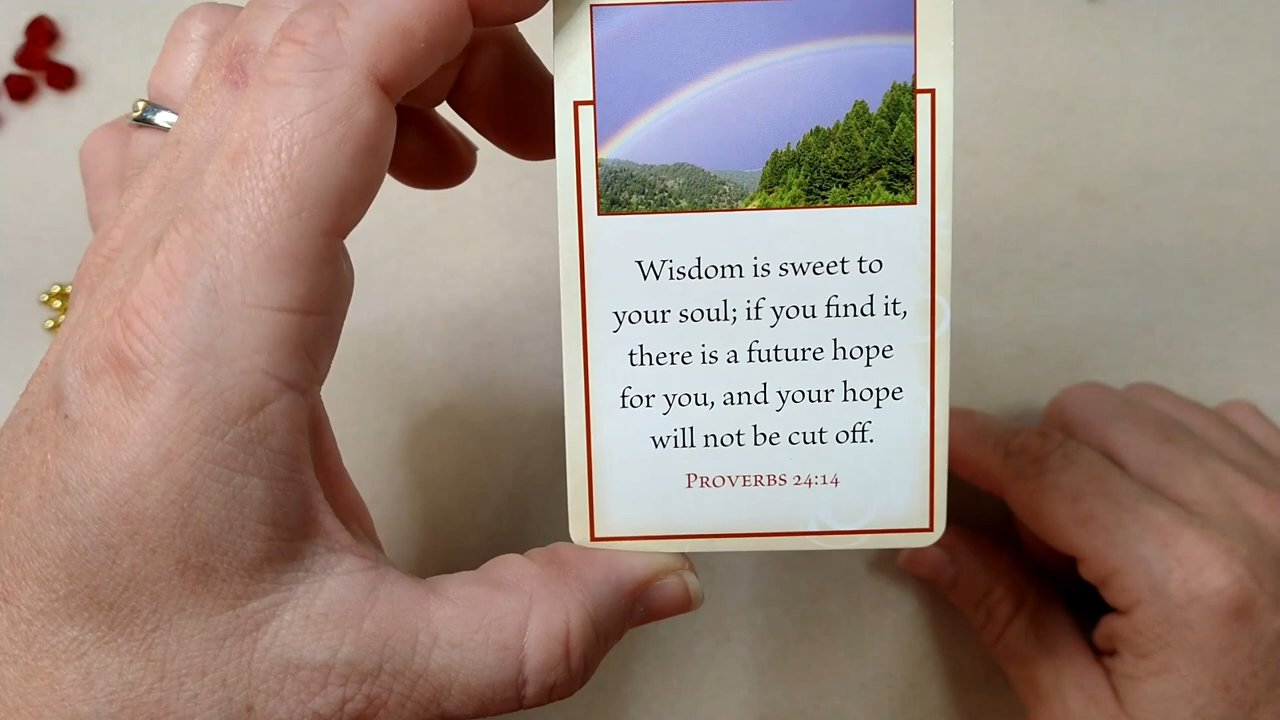 Wisdom is sweet to
your soul; if you find it,
there is a future hope
for you, and your hope
will not be cut off.
Proverbs 24:14